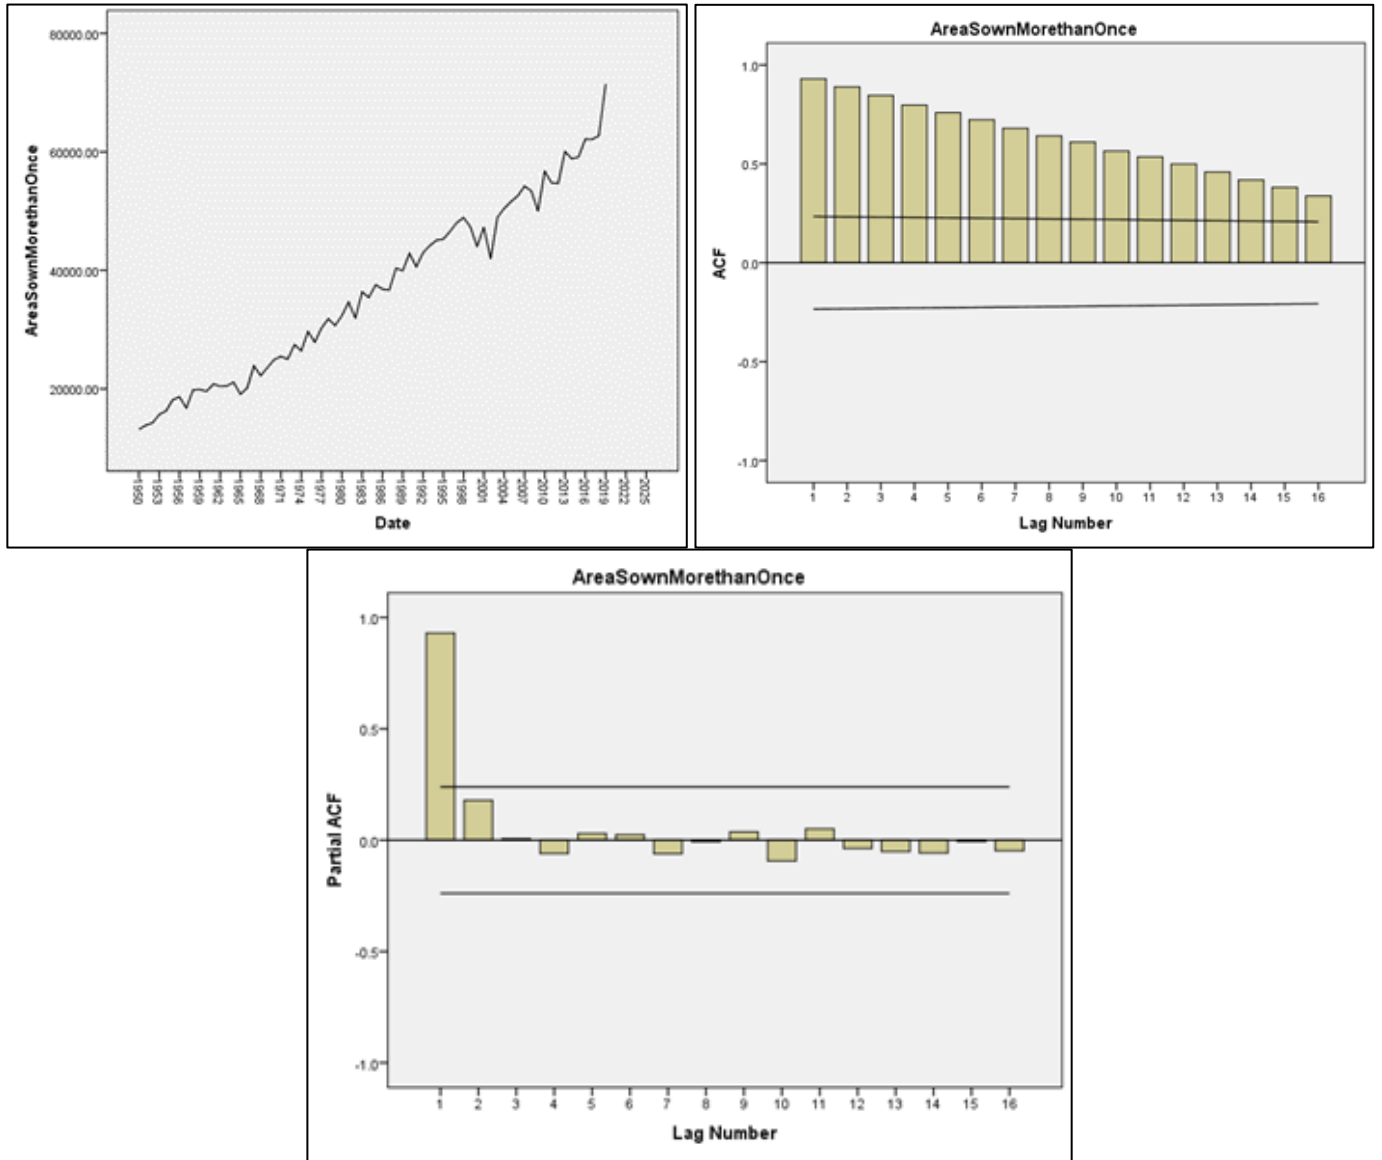 80000.00
60000.00
40000.00
20000.00
AreaSownMorethanOnce
1950 1953 1956 1959 1962 1965 1968 1971 1974 1977 1980 1983 1986 1989 1992 1995 1998 2001 2004 2007 2010 2013 2016 2019 2022 2025
Date
AreaSownMorethanOnce
1.0
0.5
0.0
-0.5
-1.0
ACF
1 2 3 4 5 6 7 8 9 10 11 12 13 14 15 16
Lag Number
AreaSownMorethanOnce
1.0
0.5
0.0
-0.5
-1.0
Partial ACF
1 2 3 4 5 6 7 8 9 10 11 12 13 14 15 16
Lag Number